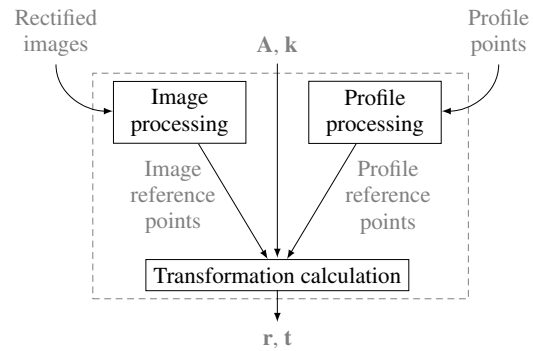 Rectified
images
A, k
Profile
points
Image
processing
Profile
processing
Image
reference
points
Profile
reference
points
Transformation calculation
r, t